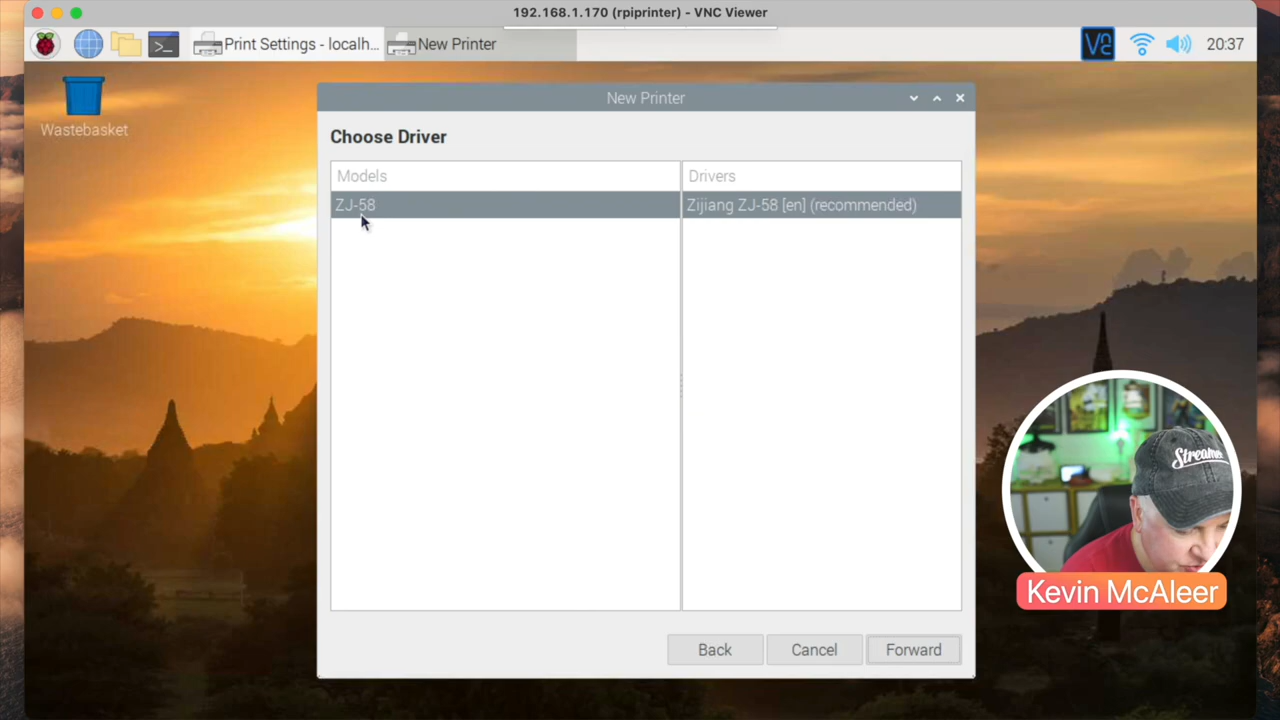 192.168.1.170 (rpiprinter) - VNC Viewer
Print Settings - localh...
New Printer
20:37
Wastebasket
New Printer
Choose Driver
Models
Drivers
ZJ-58
Zijiang ZJ-58 [en] (recommended)
Back
Cancel
Forward
Kevin McAleer